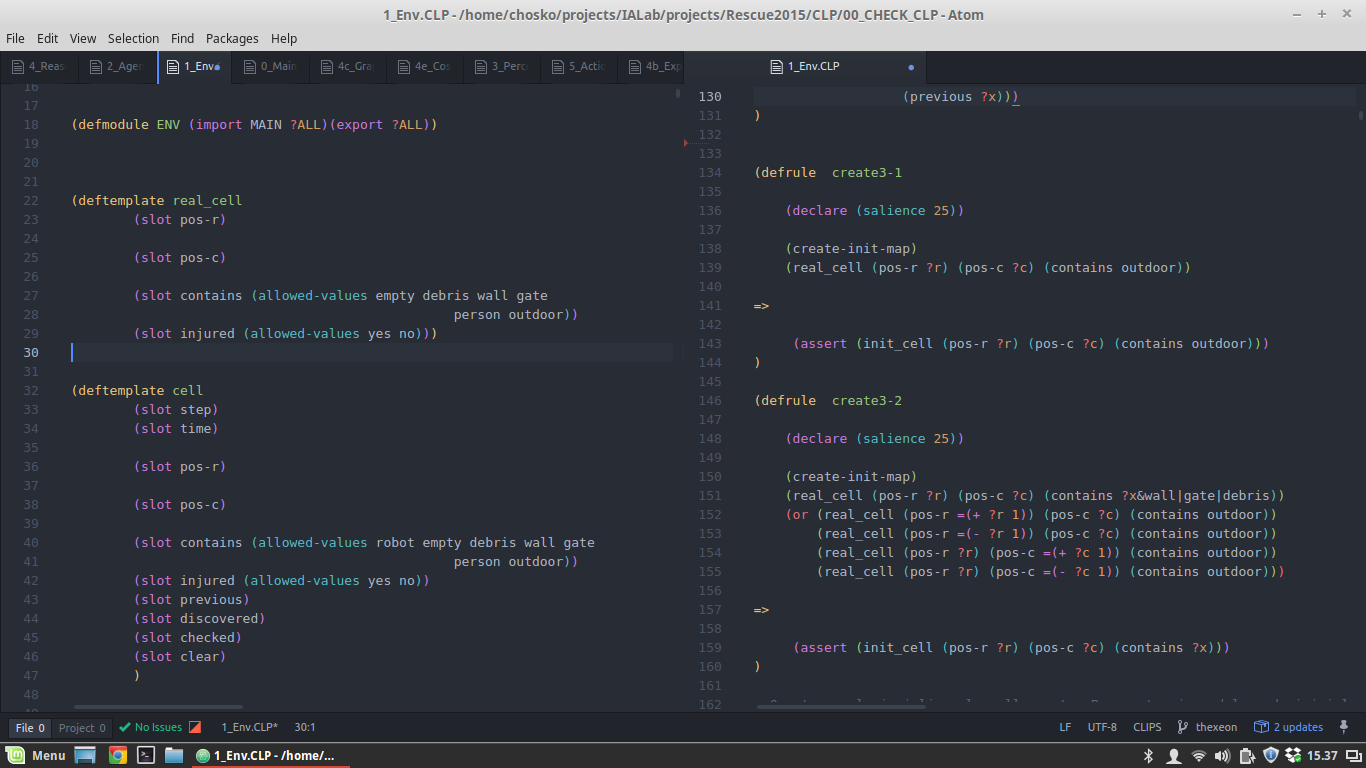 1_Env.CLP - /home/chosko/projects/IALab/projects/Rescue2015/CLP/00_CHECK_CLP - Atom
File Edit View Selection Find Packages Help
4_Reas 2_Agen 1_Env 0_Main 4c_Gra 4e_Cos 3_Perc 5_Actio 4b_Exp
16
17
18 (defmodule ENV (import MAIN ?ALL)(export ?ALL))
19
20
21
22 (deftemplate real_cell
23 (slot pos-r)
24
25 (slot pos-c)
26
27 (slot contains (allowed-values empty debris wall gate
28 person outdoor))
29 (slot injured (allowed-values yes no)))
30
31
32 (deftemplate cell
33 (slot step)
34 (slot time)
35
36 (slot pos-r)
37
38 (slot pos-c)
39
40 (slot contains (allowed-values robot empty debris wall gate
41 person outdoor))
42 (slot injured (allowed-values yes no))
43 (slot previous)
44 (slot discovered)
45 (slot checked)
46 (slot clear)
47 )
48
1_Env.CLP
130 (previous ?x)))
131 )
132
133
134 (defrule create3-1
135
136 (declare (salience 25))
137
138 (create-init-map)
139 (real_cell (pos-r ?r) (pos-c ?c) (contains outdoor))
140
141 =>
142
143 (assert (init_cell (pos-r ?r) (pos-c ?c) (contains outdoor)))
144 )
145
146 (defrule create3-2
147
148 (declare (salience 25))
149
150 (create-init-map)
151 (real_cell (pos-r ?r) (pos-c ?c) (contains ?x&wall|gate|debris))
152 (or (real_cell (pos-r =(+ ?r 1)) (pos-c ?c) (contains outdoor))
153 (real_cell (pos-r =(- ?r 1)) (pos-c ?c) (contains outdoor))
154 (real_cell (pos-r ?r) (pos-c =(+ ?c 1)) (contains outdoor))
155 (real_cell (pos-r ?r) (pos-c =(- ?c 1)) (contains outdoor)))
156
157 =>
158
159 (assert (init_cell (pos-r ?r) (pos-c ?c) (contains ?x)))
160 )
161
162
File 0 Project 0 No Issues 1_Env.CLP* 30:1 LF UTF-8 CLIPS thexeon 2 updates
Menu 1_Env.CLP - /home/... 15.37